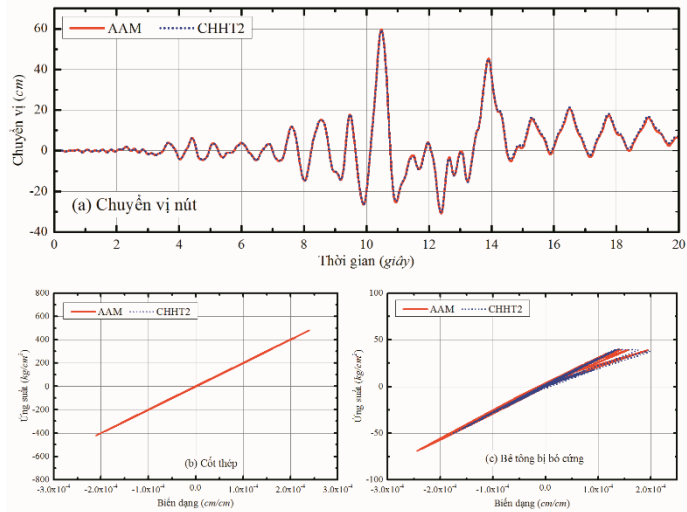 (a)
AAM CHHT2
Chuyển vị (cm)
60
40
20
0
-20
-40
(a) Chuyển vị nút
0 2 4 6 8 10 12 14 16 18 20
Thời gian (giây)
AAM CHHT2
Ứng suất (kg/cm²)
800
600
400
200
0
-200
-400
-600
-800
(b) Cốt thép
-3.0x10⁻⁴ -2.0x10⁻⁴ -1.0x10⁻⁴ 0.0 1.0x10⁻⁴ 2.0x10⁻⁴ 3.0x10⁻⁴
Biến dạng (cm/cm)
AAM CHHT2
Ứng suất (kg/cm²)
100
50
0
-50
-100
(c) Bê tông bị bó cứng
-3.0x10⁻⁴ -2.0x10⁻⁴ -1.0x10⁻⁴ 0.0 1.0x10⁻⁴ 2.0x10⁻⁴
Biến dạng (cm/cm)